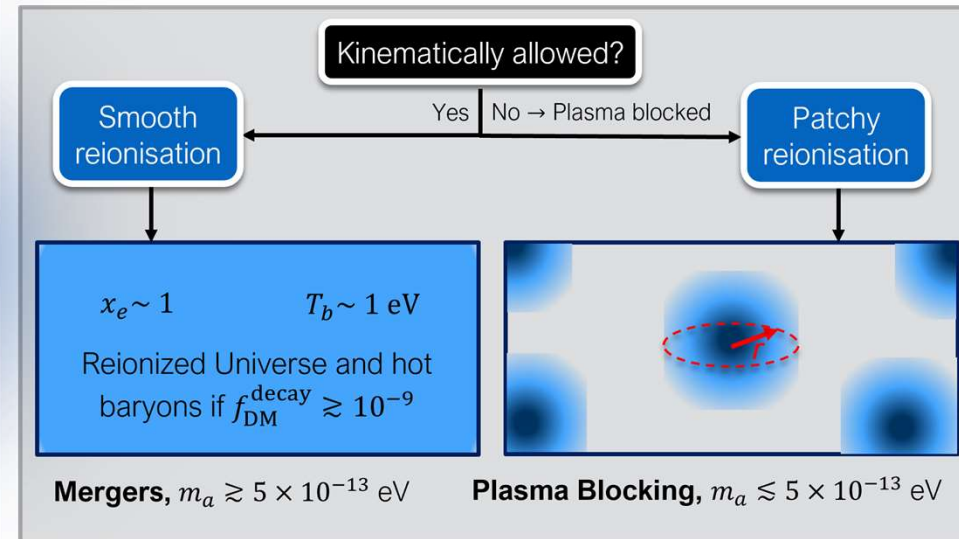 Kinematically allowed?
Yes
No → Plasma blocked
Smooth
reionisation
Patchy
reionisation
x_e ~ 1
T_b ~ 1 eV
Reionized Universe and hot
baryons if f_DM^decay ≳ 10^-9
r
Mergers, m_a ≳ 5 × 10^-13 eV
Plasma Blocking, m_a ≲ 5 × 10^-13 eV